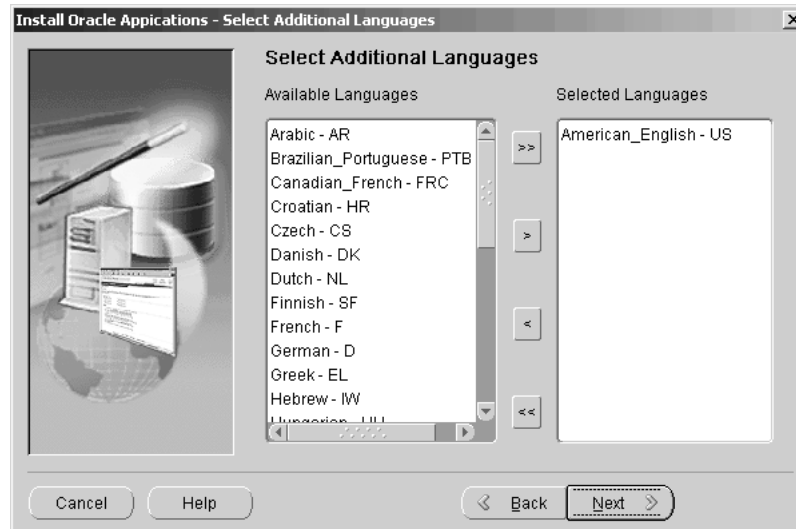 Install Oracle Appications - Select Additional Languages
Select Additional Languages
Available Languages
Selected Languages
Arabic - AR
Brazilian_Portuguese - PTB
Canadian_French - FRC
Croatian - HR
Czech - CS
Danish - DK
Dutch - NL
Finnish - SF
French - F
German - D
Greek - EL
Hebrew - IW
>>
>
<
<<
American_English - US
Cancel
Help
Back
Next